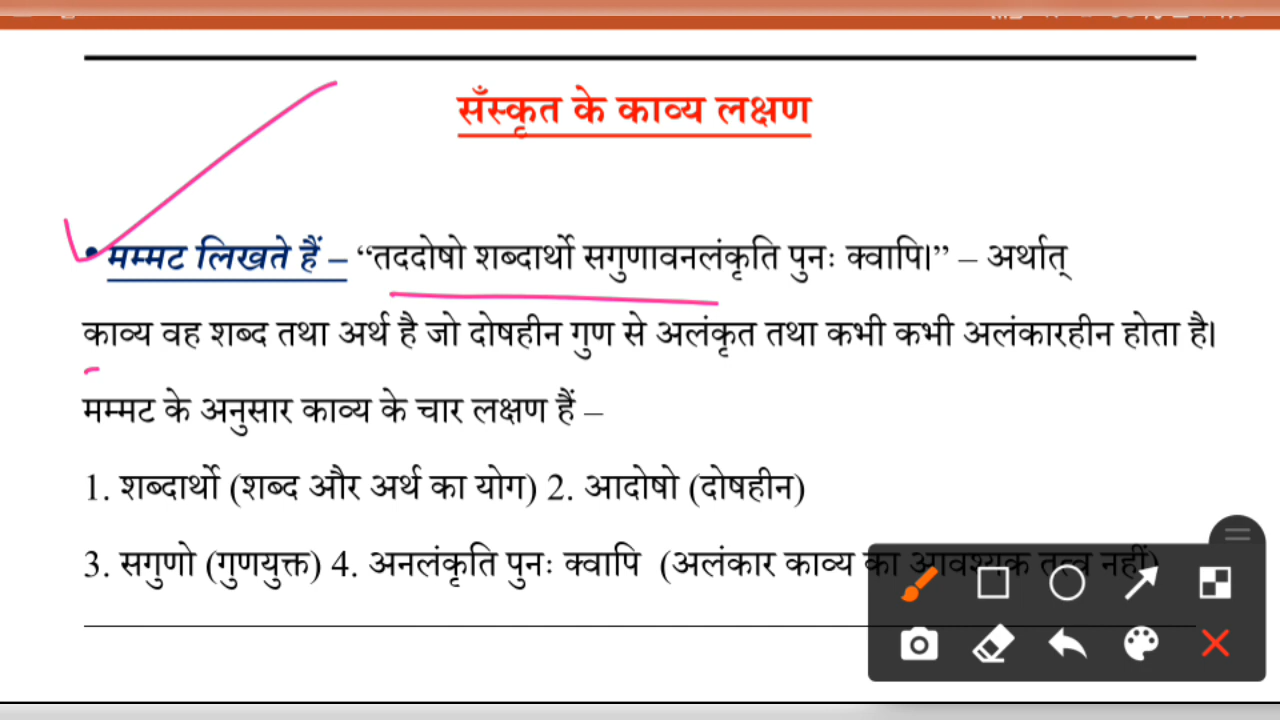 सँस्कृत के काव्य लक्षण
• मम्मट लिखते हैं – “तददोषो शब्दार्थो सगुणावनलंकृति पुनः क्वापि।” – अर्थात्
काव्य वह शब्द तथा अर्थ है जो दोषहीन गुण से अलंकृत तथा कभी कभी अलंकारहीन होता है।
मम्मट के अनुसार काव्य के चार लक्षण हैं –
1. शब्दार्थो (शब्द और अर्थ का योग) 2. आदोषो (दोषहीन)
3. सगुणो (गुणयुक्त) 4. अनलंकृति पुनः क्वापि (अलंकार काव्य का आवश्यक तत्व नहीं)